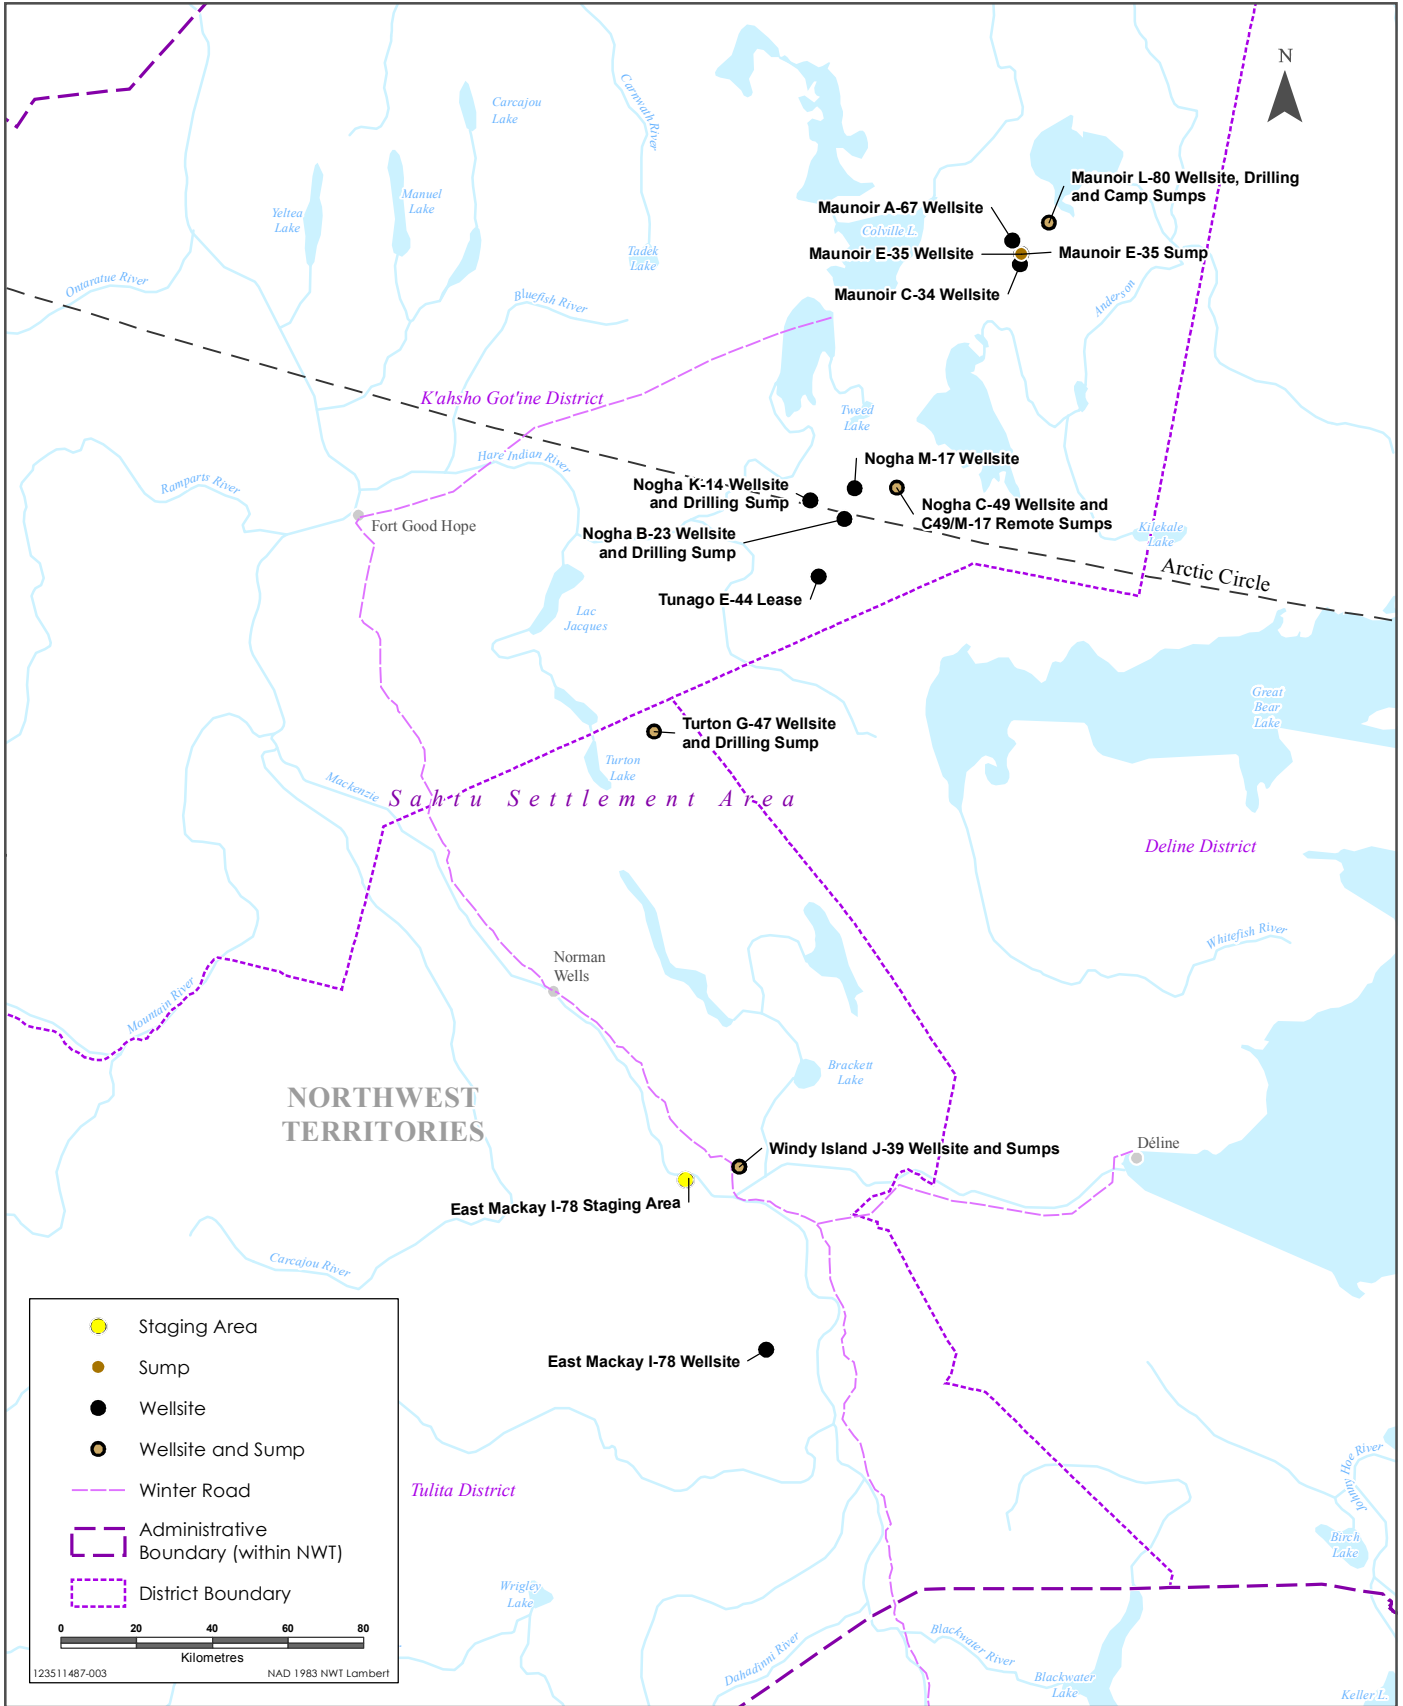 N
Carcajou
Lake
Carnwath River
Manuel
Lake
Yeltea
Lake
Maunoir L-80 Wellsite, Drilling
and Camp Sumps
Maunoir A-67 Wellsite
Colville L.
Tadek
Lake
Maunoir E-35 Wellsite
Maunoir E-35 Sump
Maunoir C-34 Wellsite
Ontaratue River
Bluefish River
Anderson
K'ahsho Got'ine District
Tweed
Lake
Hare Indian River
Ramparts River
Nogha M-17 Wellsite
Nogha K-14 Wellsite
and Drilling Sump
Nogha C-49 Wellsite and
C49/M-17 Remote Sumps
Fort Good Hope
Nogha B-23 Wellsite
and Drilling Sump
Kilekale
Lake
Arctic Circle
Tunago E-44 Lease
Lac
Jacques
Great
Bear
Lake
Turton G-47 Wellsite
and Drilling Sump
Turton
Lake
Mackenzie
Sahtu Settlement Area
Deline District
Whitefish River
Norman
Wells
Mountain River
Brackett
Lake
NORTHWEST
TERRITORIES
Windy Island J-39 Wellsite and Sumps
Déline
East Mackay I-78 Staging Area
Carcajou River
East Mackay I-78 Wellsite
Staging Area
Sump
Wellsite
Wellsite and Sump
Winter Road
Administrative
Boundary (within NWT)
District Boundary
0 20 40 60 80
Kilometres
123511487-003 NAD 1983 NWT Lambert
Tulita District
Johnny Hoe River
Birch
Lake
Wrigley
Lake
Dahadinni River
Blackwater River
Blackwater
Lake
Keller L.